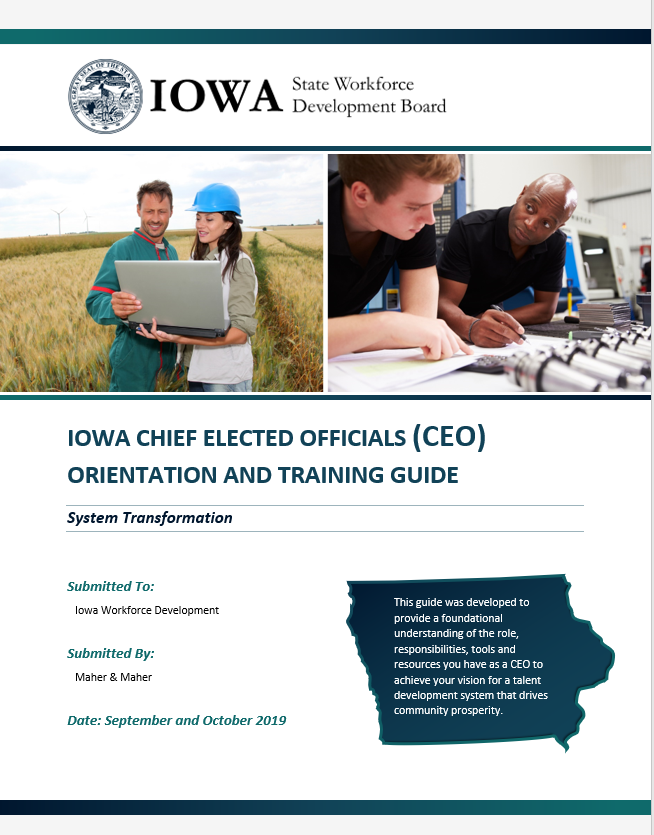 THE GREAT SEAL OF THE STATE OF IOWA
IOWA
State Workforce
Development Board
IOWA CHIEF ELECTED OFFICIALS (CEO)
ORIENTATION AND TRAINING GUIDE
System Transformation
Submitted To:
Iowa Workforce Development
Submitted By:
Maher & Maher
Date: September and October 2019
This guide was developed to
provide a foundational
understanding of the role,
responsibilities, tools and
resources you have as a CEO to
achieve your vision for a talent
development system that drives
community prosperity.